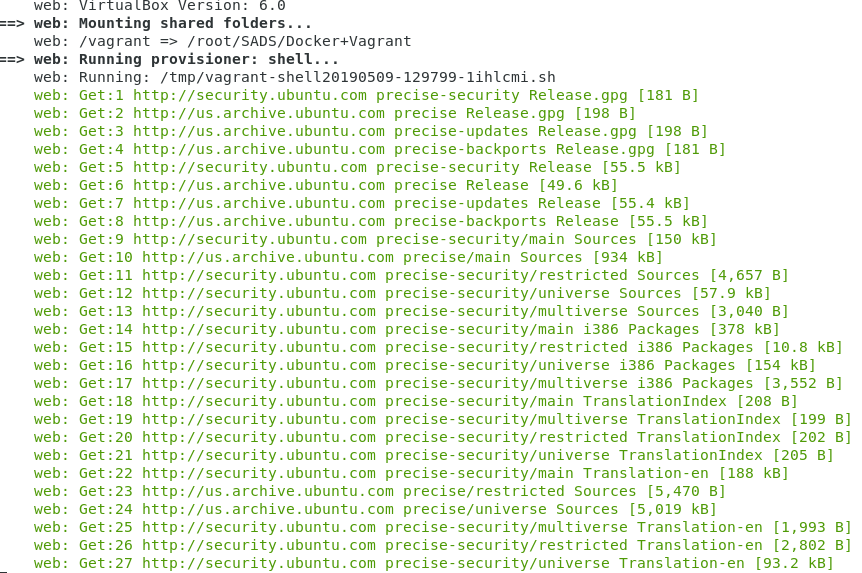 web: VirtualBox Version: 6.0
==> web: Mounting shared folders...
web: /vagrant => /root/SADS/Docker+Vagrant
==> web: Running provisioner: shell...
web: Running: /tmp/vagrant-shell20190509-129799-1ihlcmi.sh
web: Get:1 http://security.ubuntu.com precise-security Release.gpg [181 B]
web: Get:2 http://us.archive.ubuntu.com precise Release.gpg [198 B]
web: Get:3 http://us.archive.ubuntu.com precise-updates Release.gpg [198 B]
web: Get:4 http://us.archive.ubuntu.com precise-backports Release.gpg [181 B]
web: Get:5 http://security.ubuntu.com precise-security Release [55.5 kB]
web: Get:6 http://us.archive.ubuntu.com precise Release [49.6 kB]
web: Get:7 http://us.archive.ubuntu.com precise-updates Release [55.4 kB]
web: Get:8 http://us.archive.ubuntu.com precise-backports Release [55.5 kB]
web: Get:9 http://security.ubuntu.com precise-security/main Sources [150 kB]
web: Get:10 http://us.archive.ubuntu.com precise/main Sources [934 kB]
web: Get:11 http://security.ubuntu.com precise-security/restricted Sources [4,657 B]
web: Get:12 http://security.ubuntu.com precise-security/universe Sources [57.9 kB]
web: Get:13 http://security.ubuntu.com precise-security/multiverse Sources [3,040 B]
web: Get:14 http://security.ubuntu.com precise-security/main i386 Packages [378 kB]
web: Get:15 http://security.ubuntu.com precise-security/restricted i386 Packages [10.8 kB]
web: Get:16 http://security.ubuntu.com precise-security/universe i386 Packages [154 kB]
web: Get:17 http://security.ubuntu.com precise-security/multiverse i386 Packages [3,552 B]
web: Get:18 http://security.ubuntu.com precise-security/main TranslationIndex [208 B]
web: Get:19 http://security.ubuntu.com precise-security/multiverse TranslationIndex [199 B]
web: Get:20 http://security.ubuntu.com precise-security/restricted TranslationIndex [202 B]
web: Get:21 http://security.ubuntu.com precise-security/universe TranslationIndex [205 B]
web: Get:22 http://security.ubuntu.com precise-security/main Translation-en [188 kB]
web: Get:23 http://us.archive.ubuntu.com precise/restricted Sources [5,470 B]
web: Get:24 http://us.archive.ubuntu.com precise/universe Sources [5,019 kB]
web: Get:25 http://security.ubuntu.com precise-security/multiverse Translation-en [1,993 B]
web: Get:26 http://security.ubuntu.com precise-security/restricted Translation-en [2,802 B]
web: Get:27 http://security.ubuntu.com precise-security/universe Translation-en [93.2 kB]